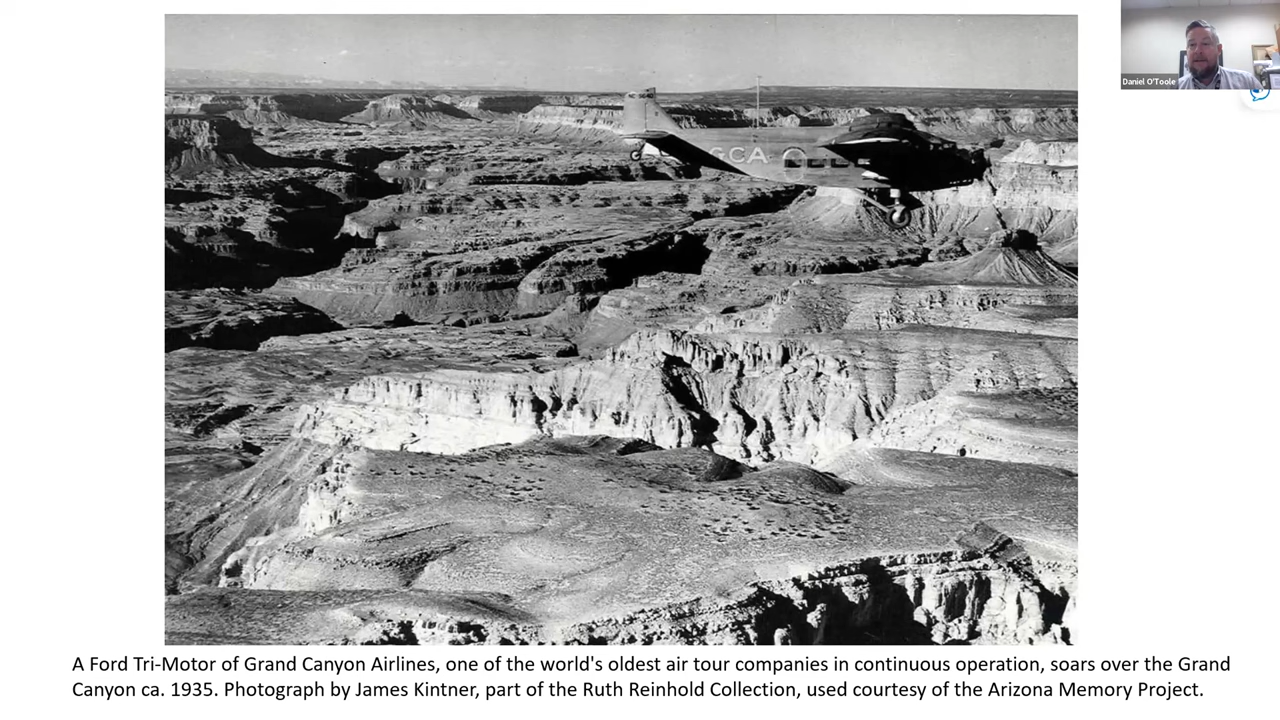 Daniel O'Toole
GCA
A Ford Tri-Motor of Grand Canyon Airlines, one of the world's oldest air tour companies in continuous operation, soars over the Grand
Canyon ca. 1935. Photograph by James Kintner, part of the Ruth Reinhold Collection, used courtesy of the Arizona Memory Project.